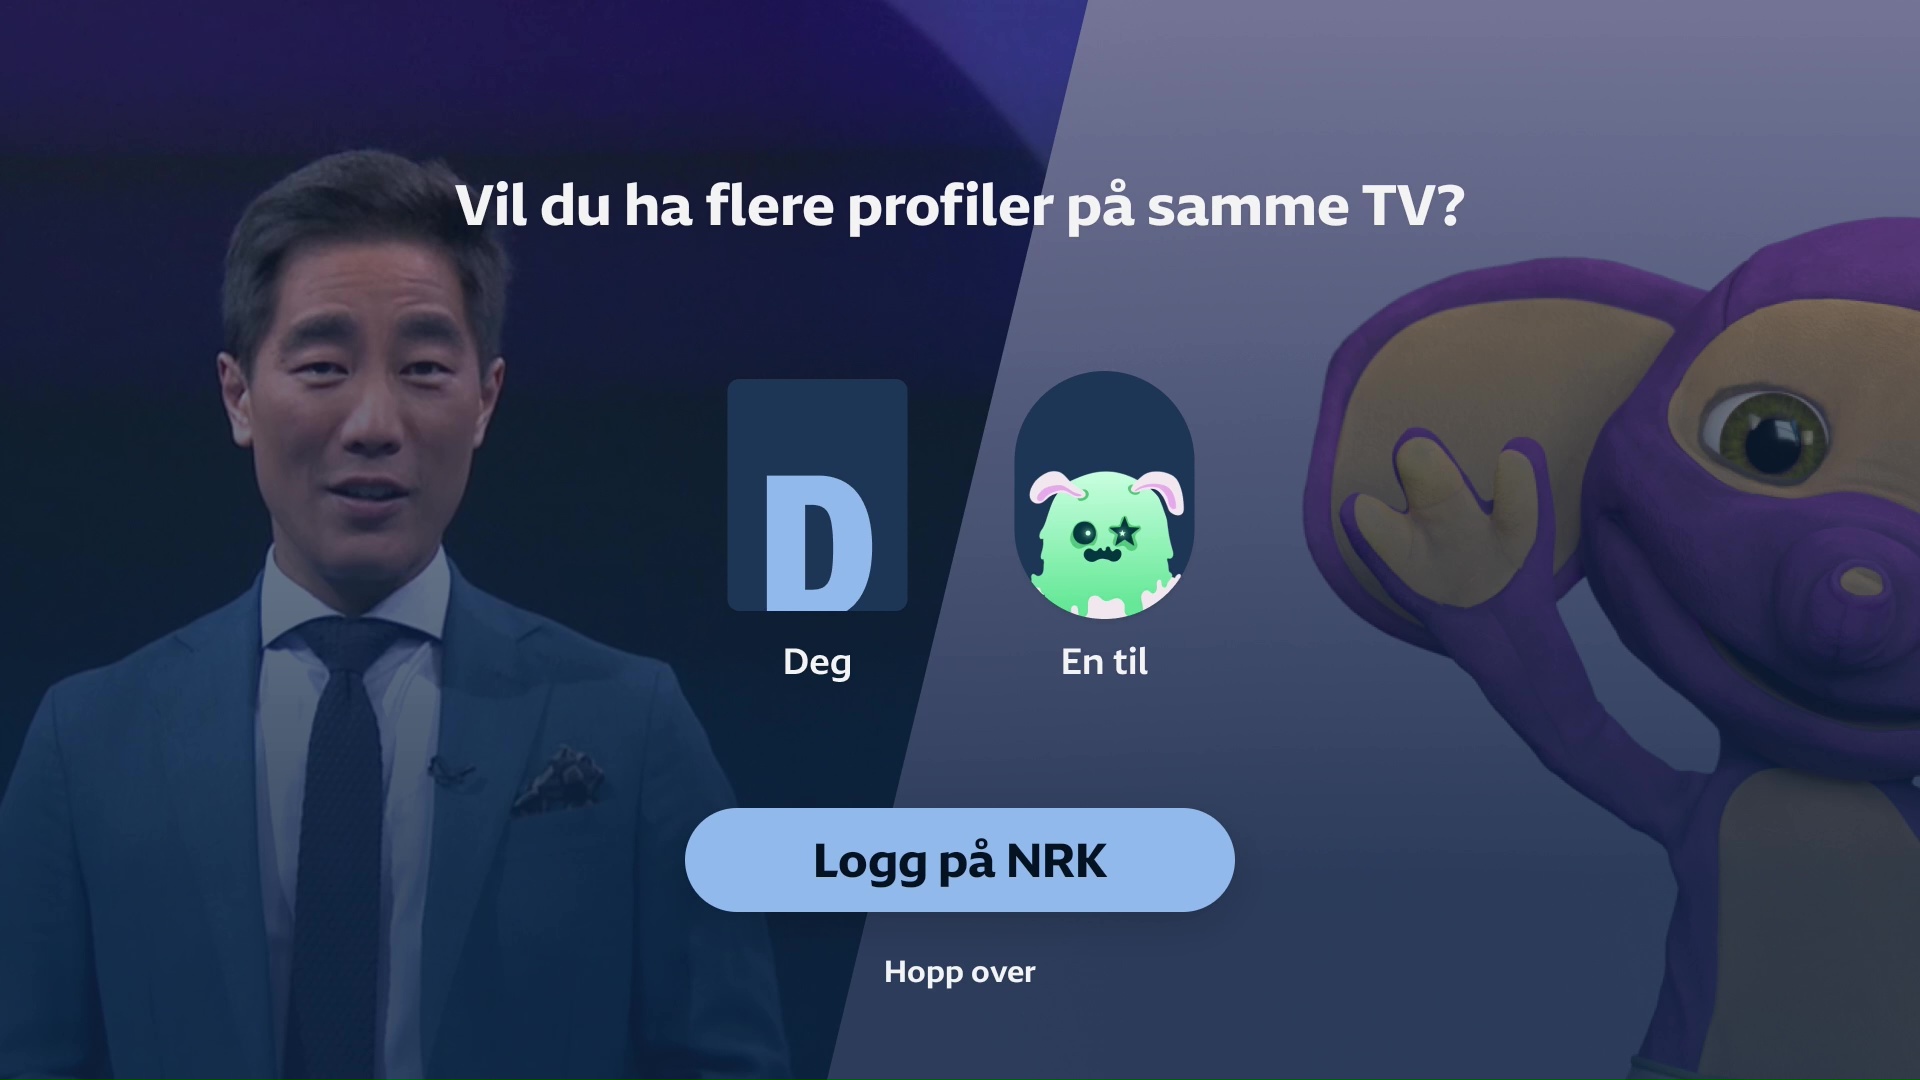 Vil du ha flere profiler på samme TV?
D
Deg
En til
Logg på NRK
Hopp over